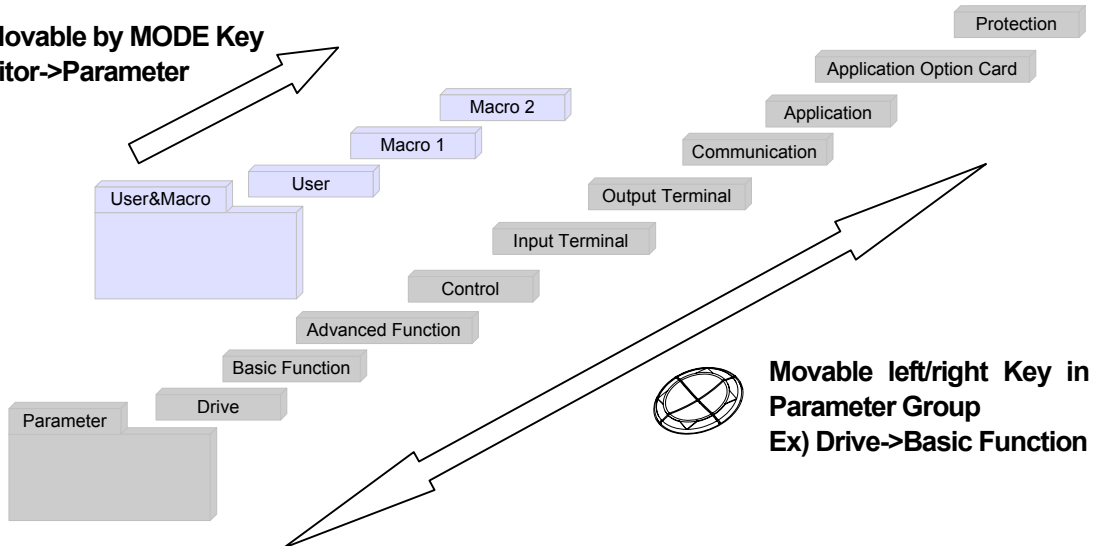 Movable by MODE Key
itor->Parameter
Protection
Application Option Card
Macro 2
Application
Macro 1
Communication
User
User&Macro
Output Terminal
Input Terminal
Control
Advanced Function
Basic Function
Drive
Parameter
Movable left/right Key in
Parameter Group
Ex) Drive->Basic Function